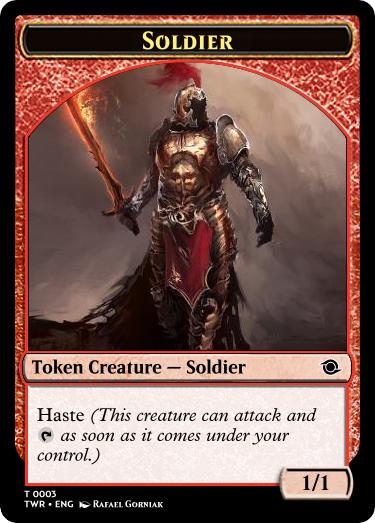 SOLDIER
Token Creature — Soldier
Haste (This creature can attack and
as soon as it comes under your
control.)
1/1
T 0003
TWR • ENG RAFAEL GORNIAK